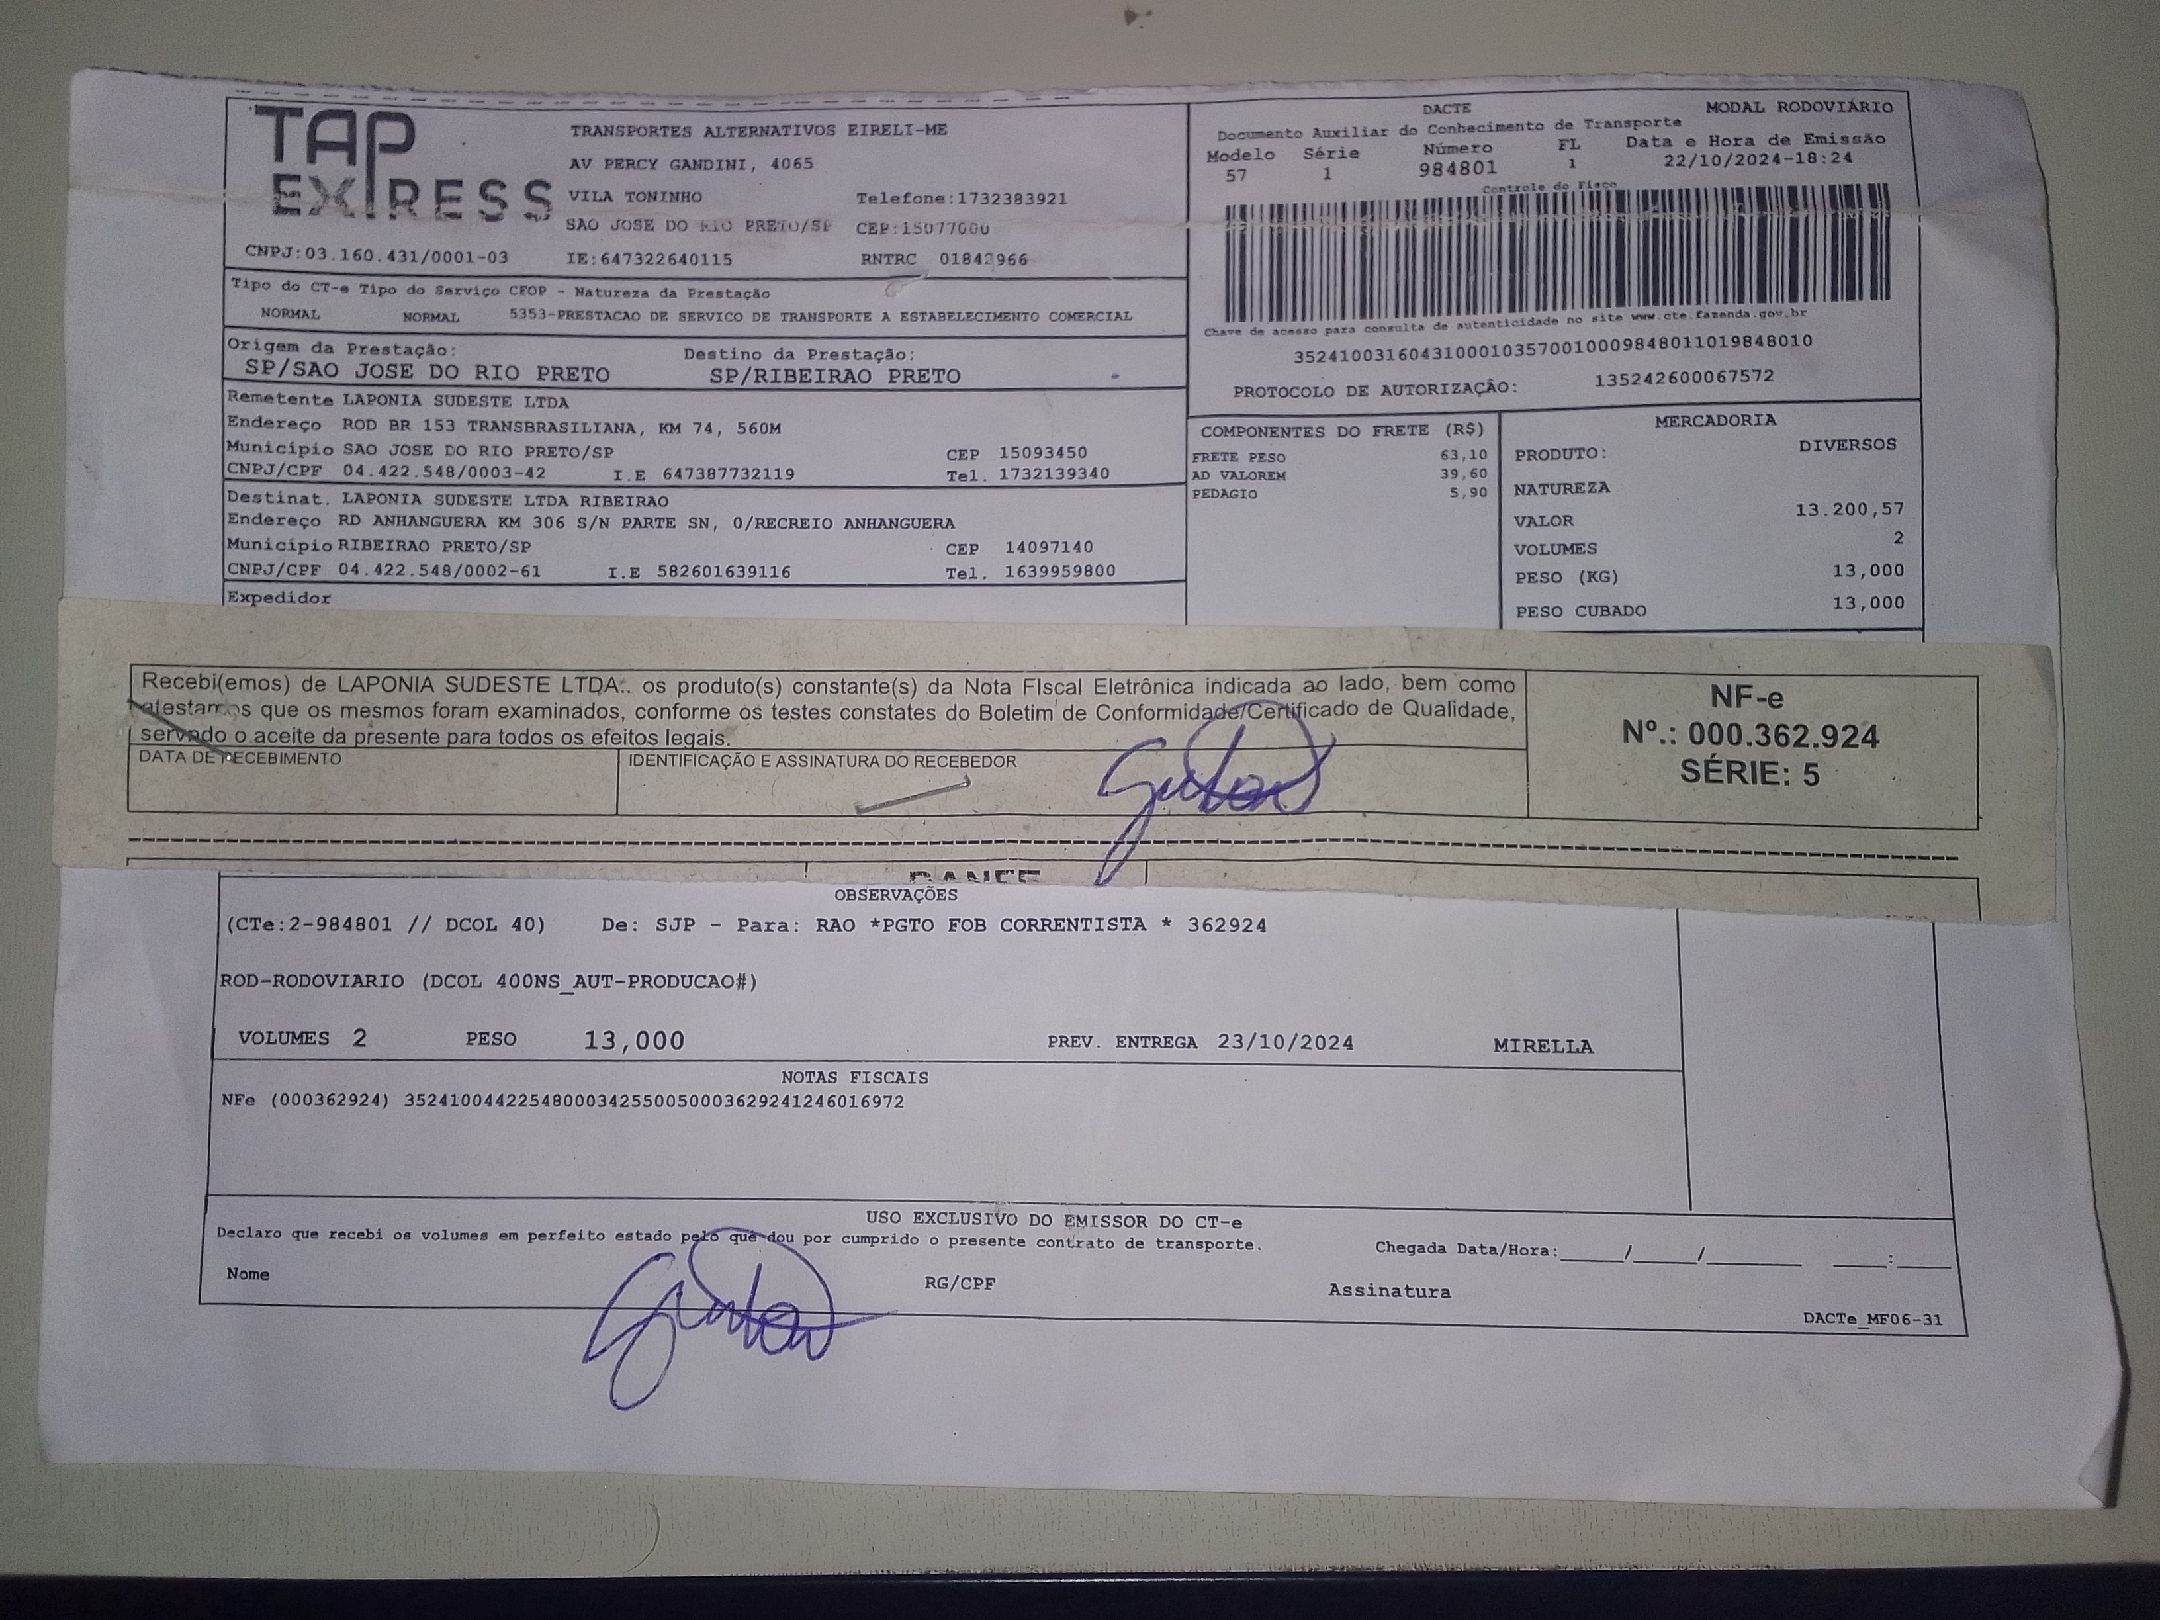 TAP EXPRESS
TRANSPORTES ALTERNATIVOS EIRELI-ME
AV PERCY GANDINI, 4065
VILA TONINHO Telefone:1732383921
SAO JOSE DO RIO PRETO/SP CEP:15077000
CNPJ:03.160.431/0001-03 IE:647322640115 RNTRC 01842966
DACTE MODAL RODOVIÁRIO
Documento Auxiliar do Conhecimento de Transporte
Modelo Série Número FL Data e Hora de Emissão
57 1 984801 1 22/10/2024-18:24
Controle do Fisco
Chave de acesso para consulta de autenticidade no site www.cte.fazenda.gov.br
35241003160431000103570010009848011019848010
PROTOCOLO DE AUTORIZAÇÃO: 135242600067572
Tipo do CT-e Tipo do Serviço CFOP - Natureza da Prestação
NORMAL NORMAL 5353-PRESTACAO DE SERVICO DE TRANSPORTE A ESTABELECIMENTO COMERCIAL
Origem da Prestação: Destino da Prestação:
SP/SAO JOSE DO RIO PRETO SP/RIBEIRAO PRETO
Remetente LAPONIA SUDESTE LTDA
Endereço ROD BR 153 TRANSBRASILIANA, KM 74, 560M
Município SAO JOSE DO RIO PRETO/SP CEP 15093450
CNPJ/CPF 04.422.548/0003-42 I.E 647387732119 Tel. 1732139340
Destinat. LAPONIA SUDESTE LTDA RIBEIRAO
Endereço RD ANHANGUERA KM 306 S/N PARTE SN, 0/RECREIO ANHANGUERA
Município RIBEIRAO PRETO/SP CEP 14097140
CNPJ/CPF 04.422.548/0002-61 I.E 582601639116 Tel. 1639959800
Expedidor
COMPONENTES DO FRETE (R$)
FRETE PESO 63,10
AD VALOREM 39,60
PEDAGIO 5,90
MERCADORIA
PRODUTO: DIVERSOS
NATUREZA
VALOR 13.200,57
VOLUMES 2
PESO (KG) 13,000
PESO CUBADO 13,000
Recebi(emos) de LAPONIA SUDESTE LTDA.. os produto(s) constante(s) da Nota FIscal Eletrônica indicada ao lado, bem como
atestamos que os mesmos foram examinados, conforme os testes constates do Boletim de Conformidade/Certificado de Qualidade,
servndo o aceite da presente para todos os efeitos legais.
DATA DE RECEBIMENTO IDENTIFICAÇÃO E ASSINATURA DO RECEBEDOR
NF-e
Nº.: 000.362.924
SÉRIE: 5
DANFE
OBSERVAÇÕES
(CTe:2-984801 // DCOL 40) De: SJP - Para: RAO *PGTO FOB CORRENTISTA * 362924
ROD-RODOVIARIO (DCOL 400NS_AUT-PRODUCAO#)
VOLUMES 2 PESO 13,000 PREV. ENTREGA 23/10/2024 MIRELLA
NOTAS FISCAIS
NFe (000362924) 35241004422548000342550050003629241246016972
USO EXCLUSIVO DO EMISSOR DO CT-e
Declaro que recebi os volumes em perfeito estado pelo que dou por cumprido o presente contrato de transporte.
Chegada Data/Hora:____/____/______ ____:____
Nome RG/CPF Assinatura
DACTe_MF06-31